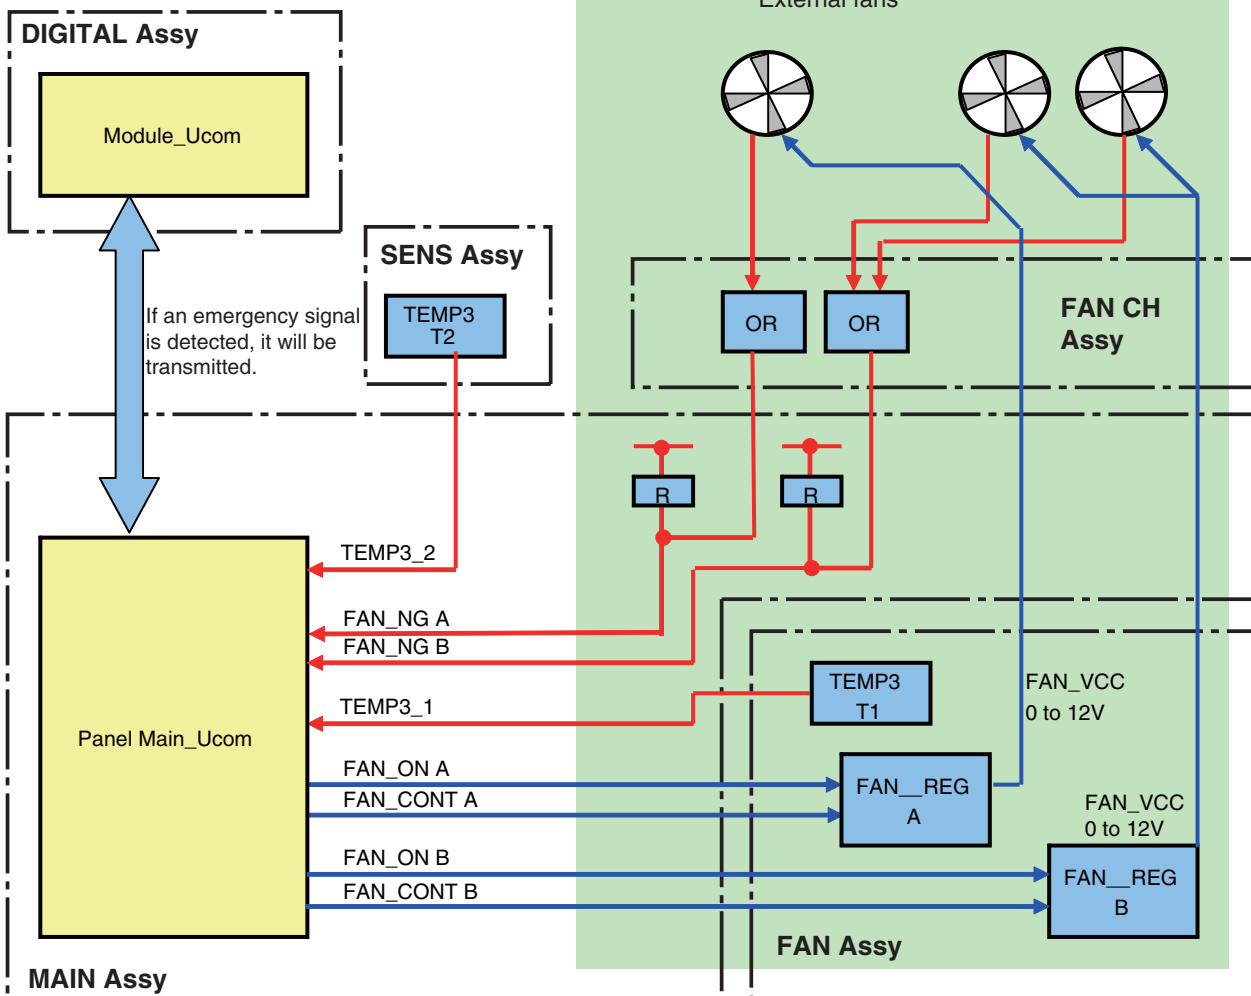 External fans
DIGITAL Assy
Module_Ucom
SENS Assy
TEMP3
T2
If an emergency signal
is detected, it will be
transmitted.
OR
OR
FAN CH
Assy
R
R
TEMP3_2
FAN_NG A
FAN_NG B
TEMP3_1
TEMP3
T1
FAN_VCC
0 to 12V
Panel Main_Ucom
FAN_ON A
FAN_CONT A
FAN__REG
A
FAN_VCC
0 to 12V
FAN_ON B
FAN_CONT B
FAN__REG
B
FAN Assy
MAIN Assy